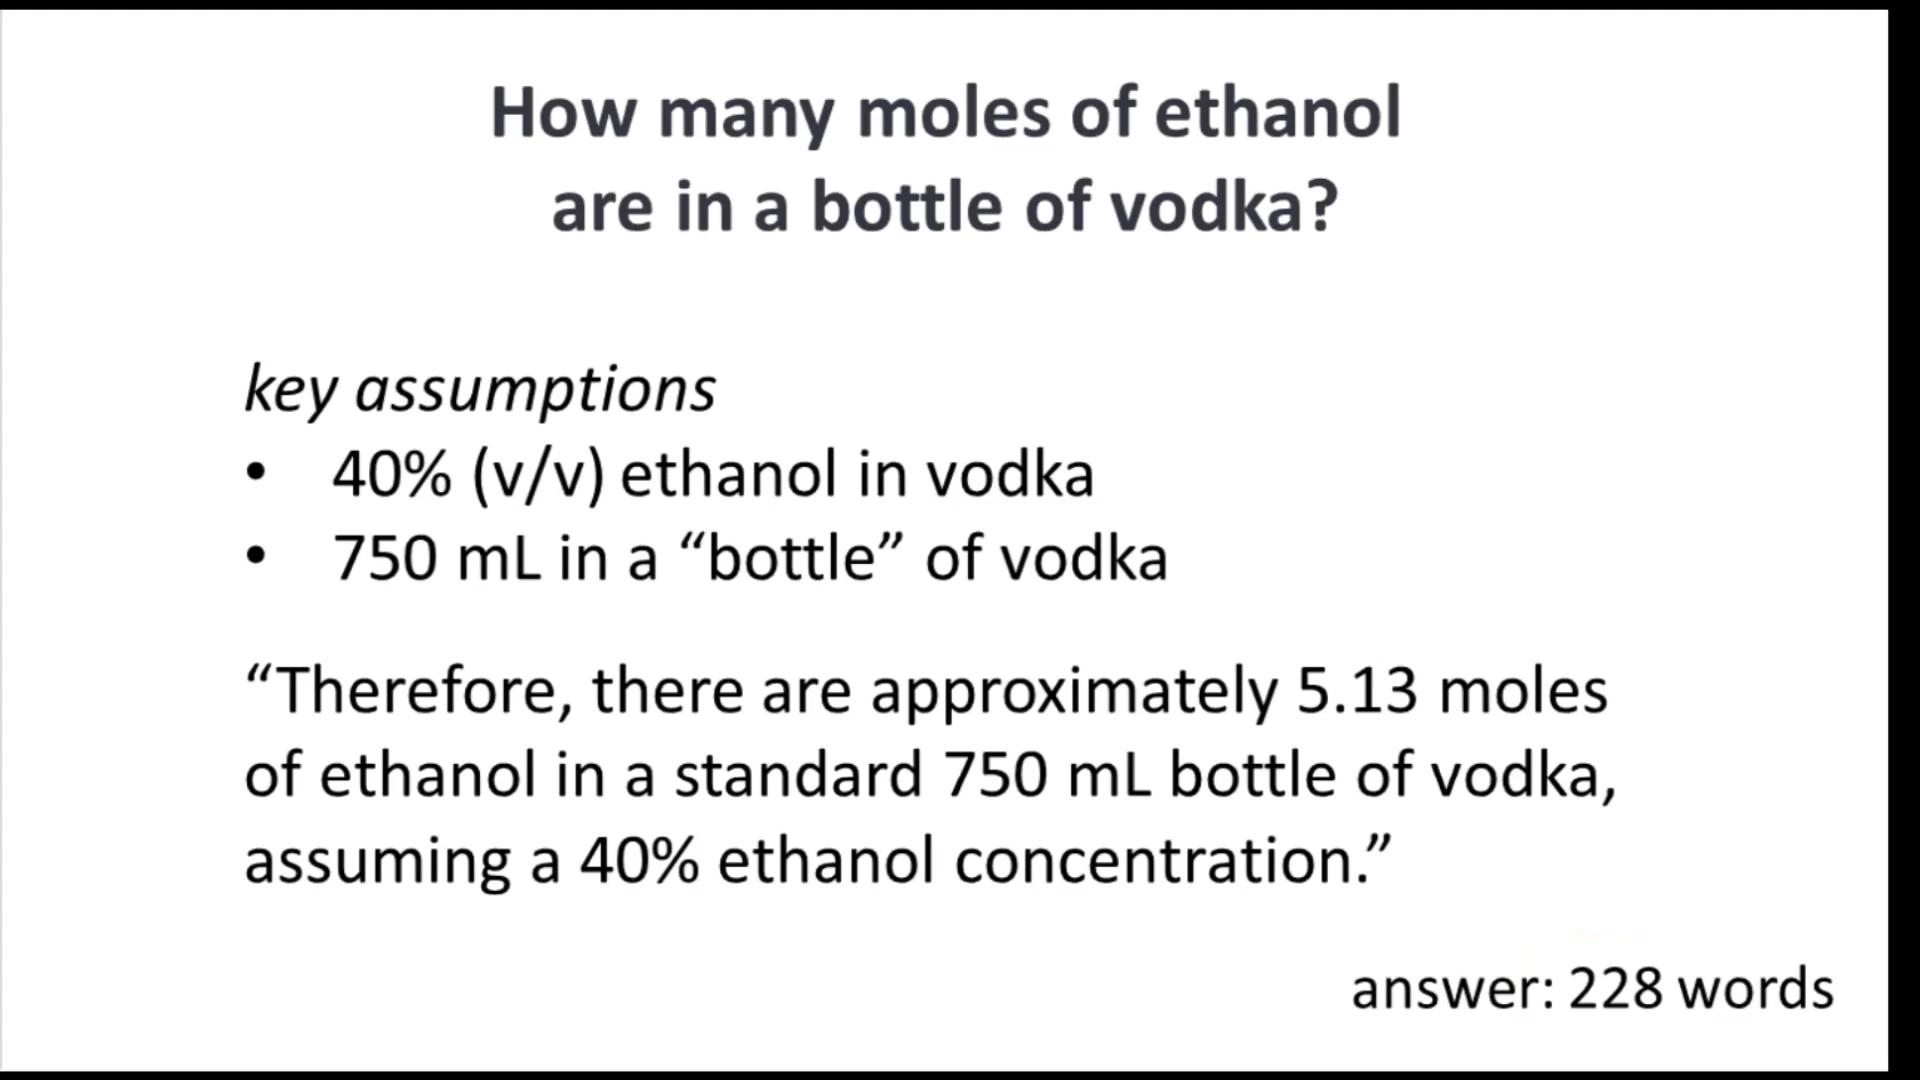 How many moles of ethanol
are in a bottle of vodka?
key assumptions
• 40% (v/v) ethanol in vodka
• 750 mL in a “bottle” of vodka
“Therefore, there are approximately 5.13 moles
of ethanol in a standard 750 mL bottle of vodka,
assuming a 40% ethanol concentration.”
answer: 228 words